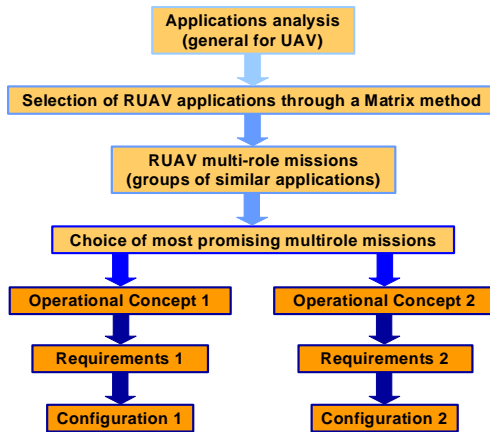 Applications analysis
(general for UAV)
Selection of RUAV applications through a Matrix method
RUAV multi-role missions
(groups of similar applications)
Choice of most promising multirole missions
Operational Concept 1
Operational Concept 2
Requirements 1
Requirements 2
Configuration 1
Configuration 2